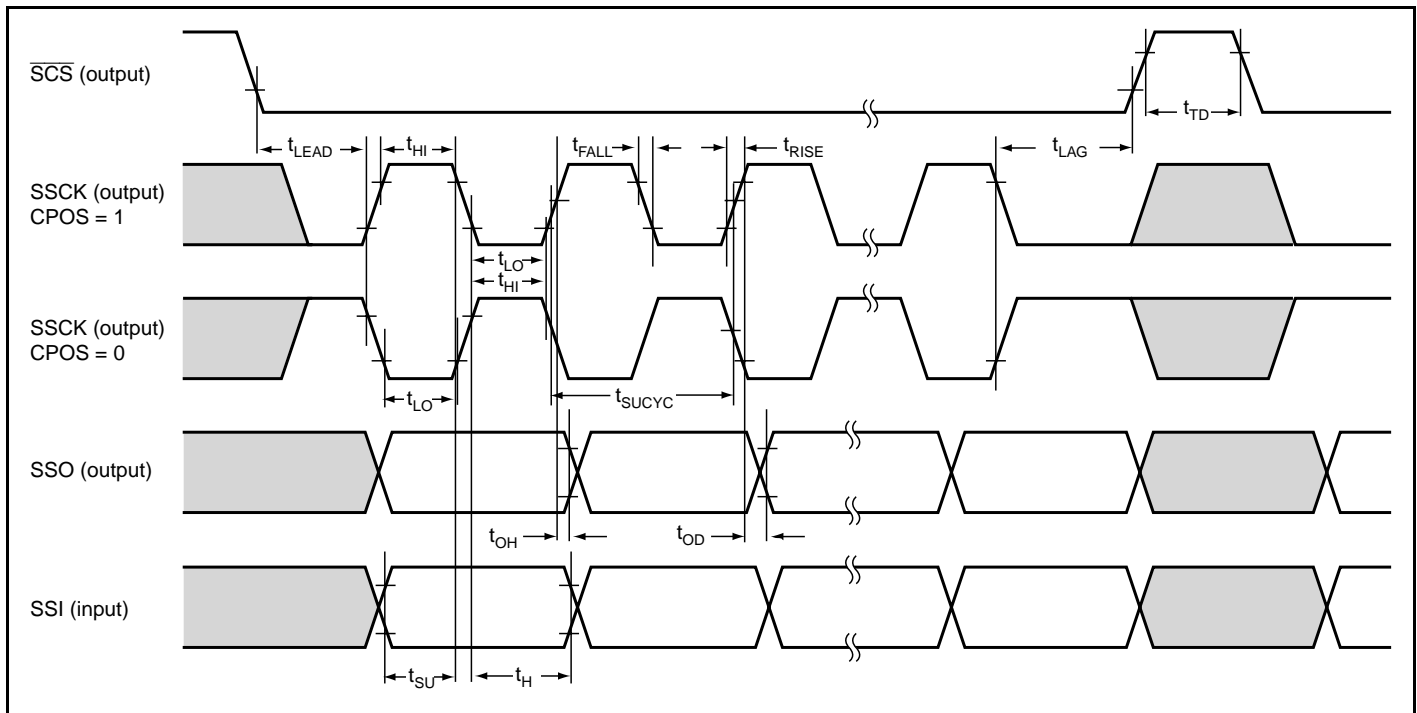 SCS (output)
tTD
tLEAD
tHI
tFALL
tRISE
tLAG
SSCK (output)
CPOS = 1
tLO
tHI
SSCK (output)
CPOS = 0
tLO
tSUCYC
SSO (output)
tOH
tOD
SSI (input)
tSU
tH